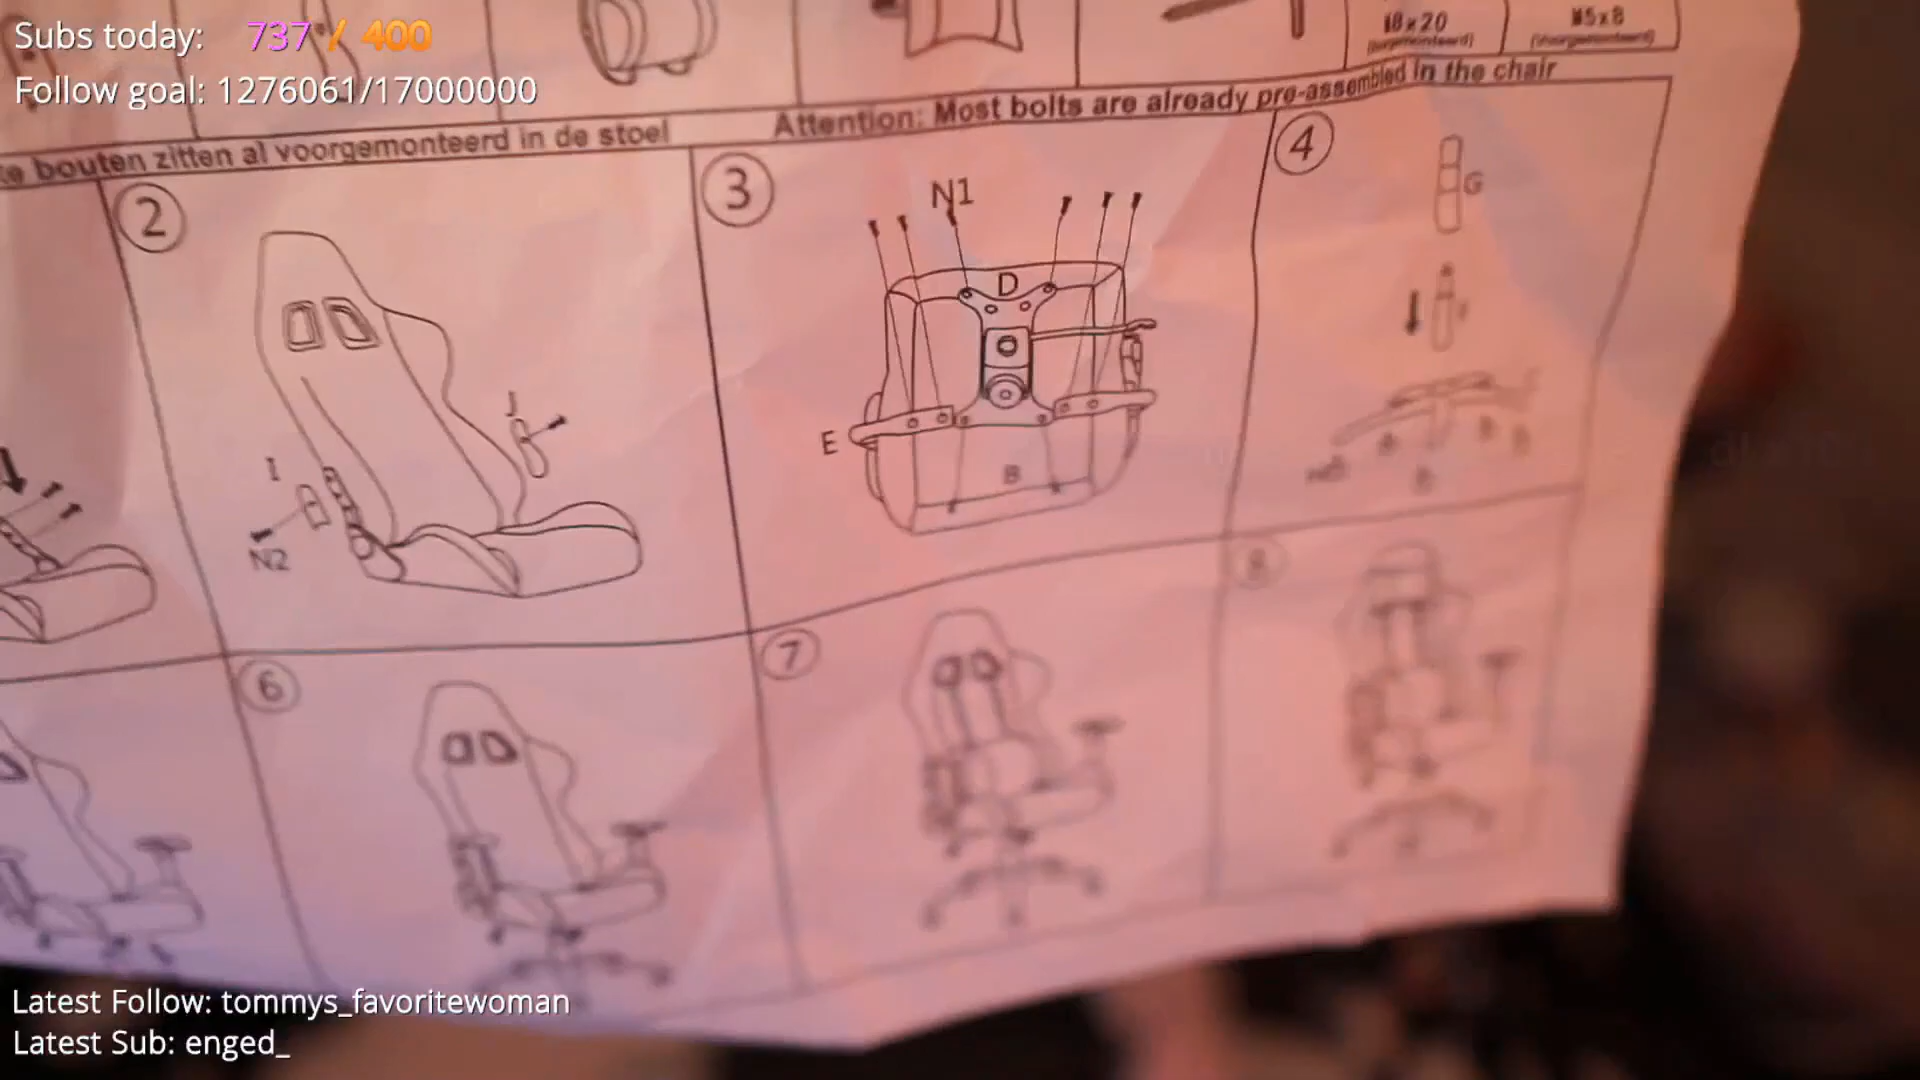 Subs today: 737 / 400
Follow goal: 1276061/17000000
M8x20
M5x8
(Voorgemonteerd)
bouten zitten al voorgemonteerd in de stoel
Attention: Most bolts are already pre-assembled in the chair
2
J
I
N2
3
N1
D
E
B
4
G
6
7
8
Latest Follow: tommys_favoritewoman
Latest Sub: enged_